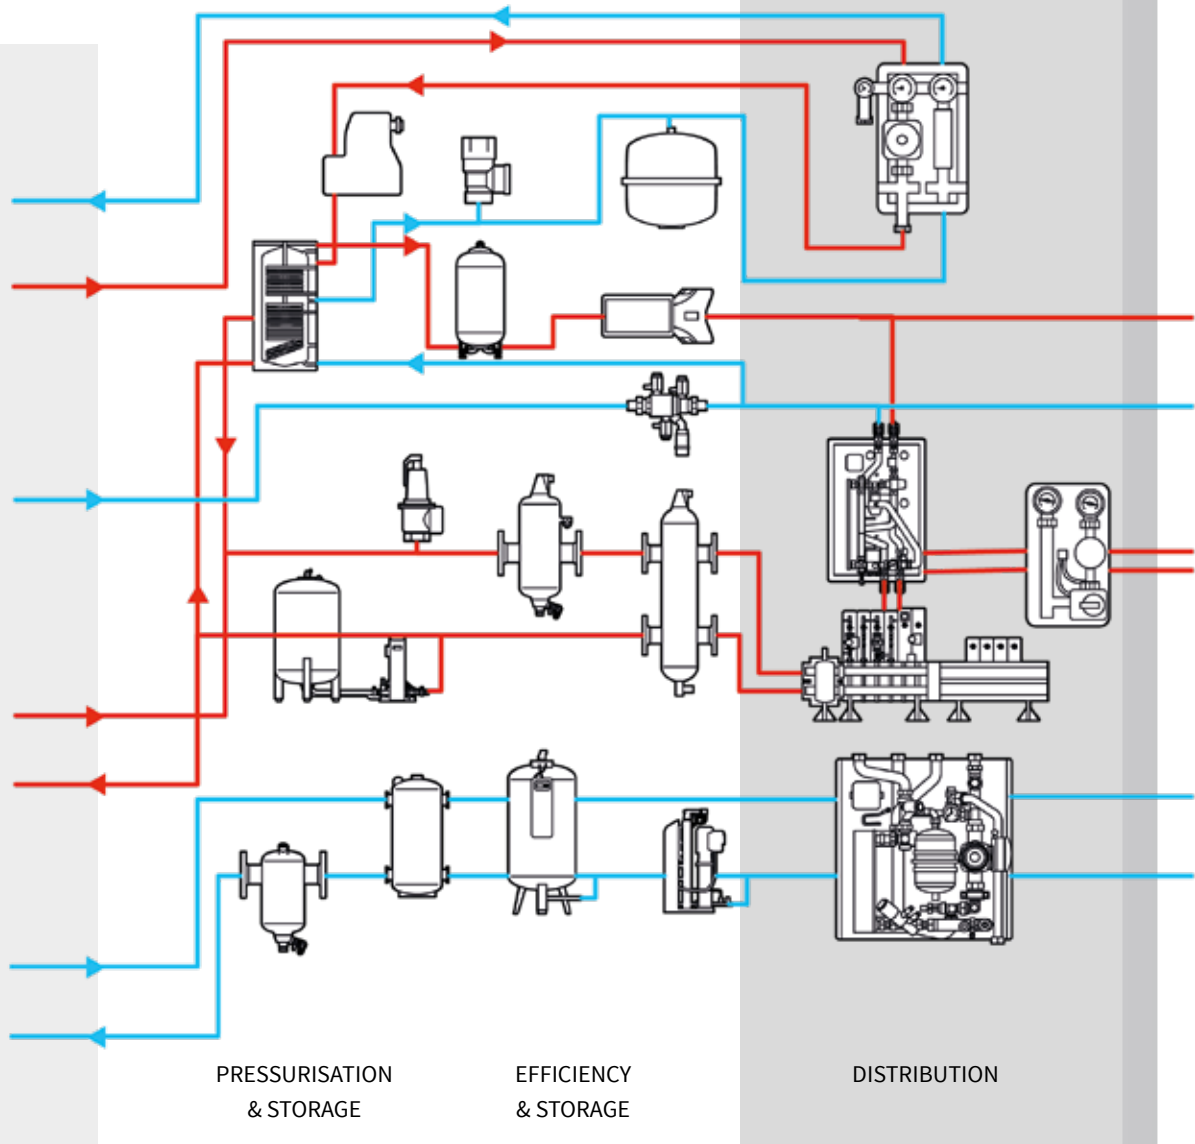 PRESSURISATION
& STORAGE
EFFICIENCY
& STORAGE
DISTRIBUTION